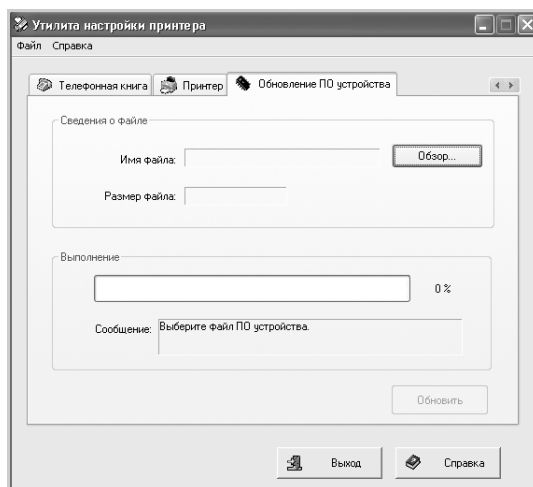 Утилита настройки принтера
Файл Справка
Телефонная книга Принтер Обновление ПО устройства
Сведения о файле
Имя файла: Обзор...
Размер файла:
Выполнение
0 %
Сообщение: Выберите файл ПО устройства.
Обновить
Выход Справка